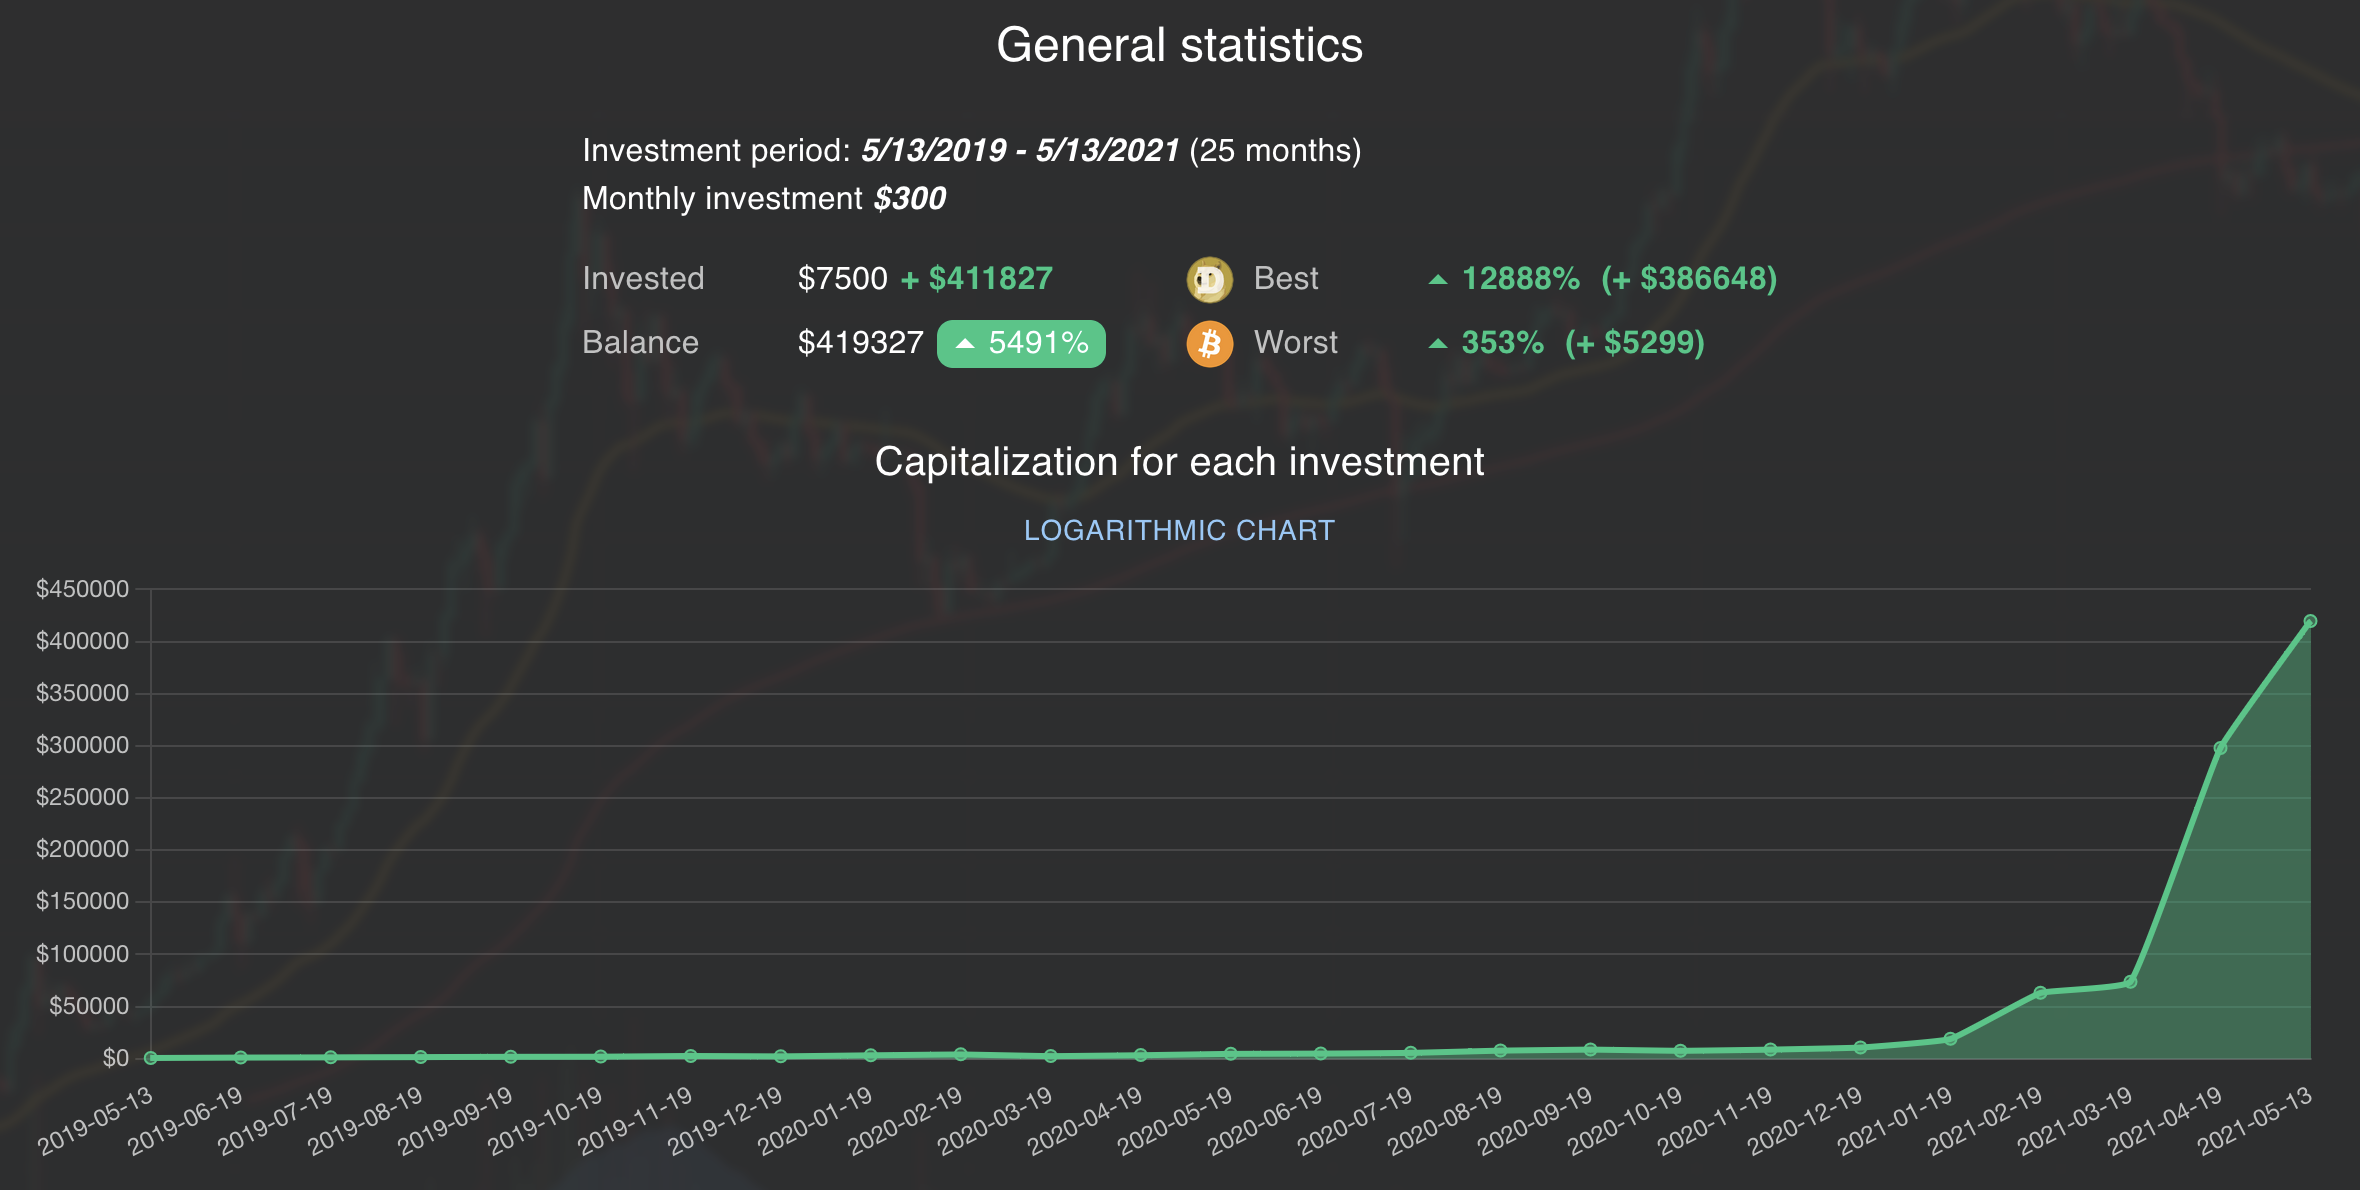 General statistics
Investment period: 5/13/2019 - 5/13/2021 (25 months)
Monthly investment $300
Invested $7500 + $411827 Best 12888% (+ $386648)
Balance $419327 5491% Worst 353% (+ $5299)
Capitalization for each investment
LOGARITHMIC CHART
$450000
$400000
$350000
$300000
$250000
$200000
$150000
$100000
$50000
$0
2019-05-13 2019-06-19 2019-07-19 2019-08-19 2019-09-19 2019-10-19 2019-11-19 2019-12-19 2020-01-19 2020-02-19 2020-03-19 2020-04-19 2020-05-19 2020-06-19 2020-07-19 2020-08-19 2020-09-19 2020-10-19 2020-11-19 2020-12-19 2021-01-19 2021-02-19 2021-03-19 2021-04-19 2021-05-13